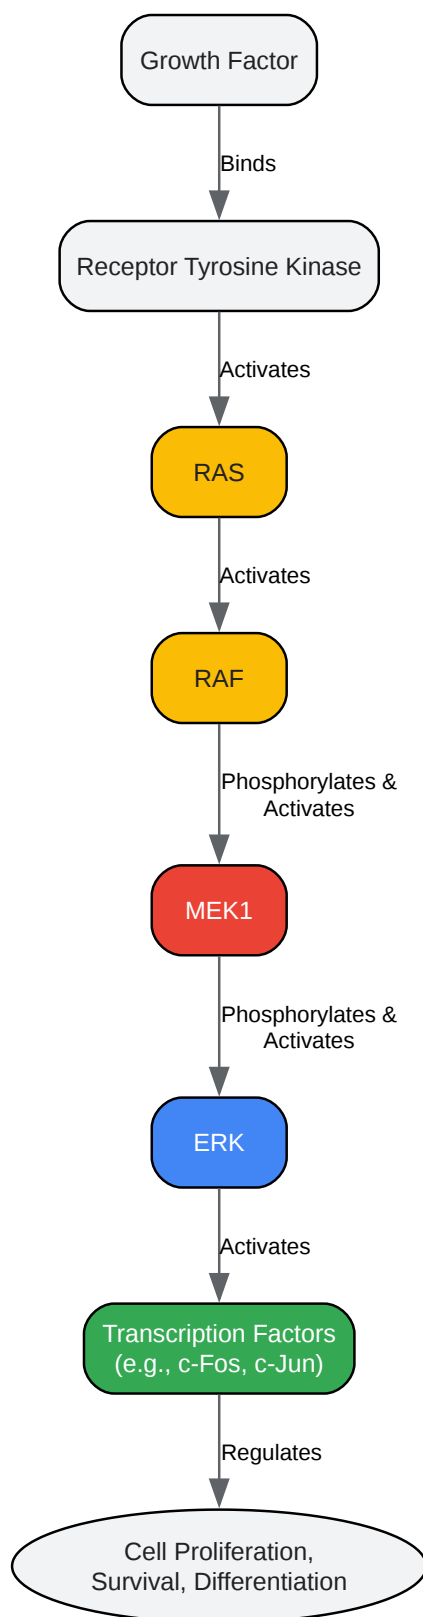 Growth Factor
Binds
Receptor Tyrosine Kinase
Activates
RAS
Activates
RAF
Phosphorylates &
Activates
MEK1
Phosphorylates &
Activates
ERK
Activates
Transcription Factors
(e.g., c-Fos, c-Jun)
Regulates
Cell Proliferation,
Survival, Differentiation